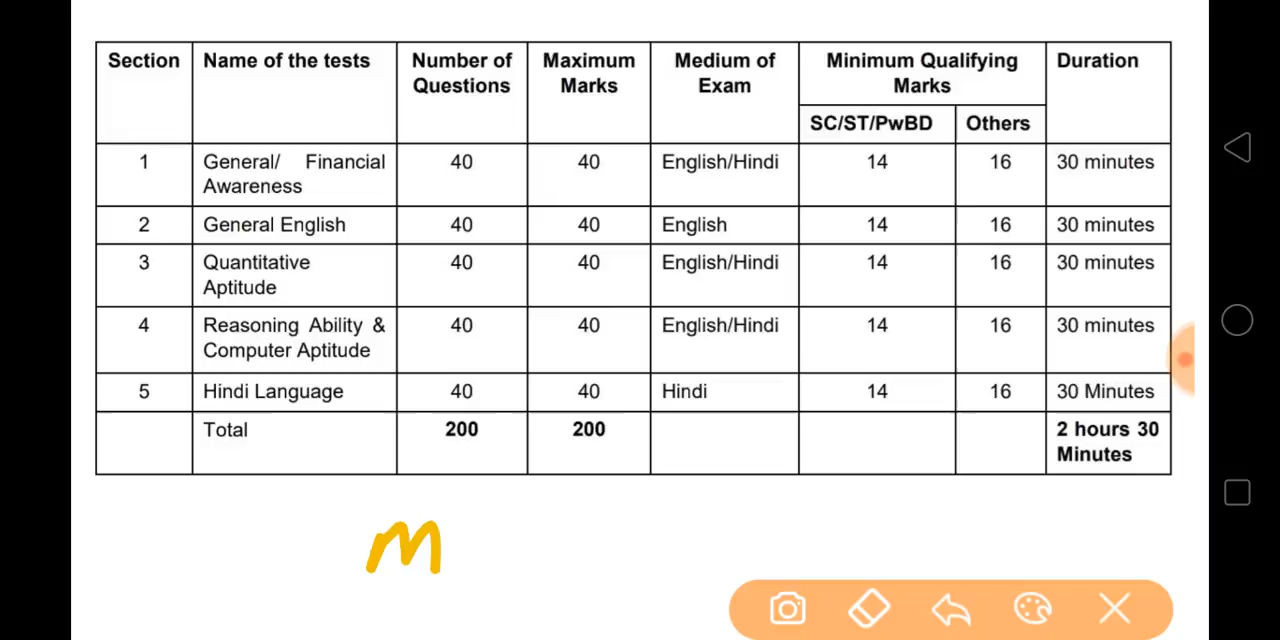 Section Name of the tests Number of Questions Maximum Marks Medium of Exam Minimum Qualifying Marks Duration
SC/ST/PwBD Others
1 General/ Financial Awareness 40 40 English/Hindi 14 16 30 minutes
2 General English 40 40 English 14 16 30 minutes
3 Quantitative Aptitude 40 40 English/Hindi 14 16 30 minutes
4 Reasoning Ability & Computer Aptitude 40 40 English/Hindi 14 16 30 minutes
5 Hindi Language 40 40 Hindi 14 16 30 Minutes
Total 200 200 2 hours 30 Minutes
M